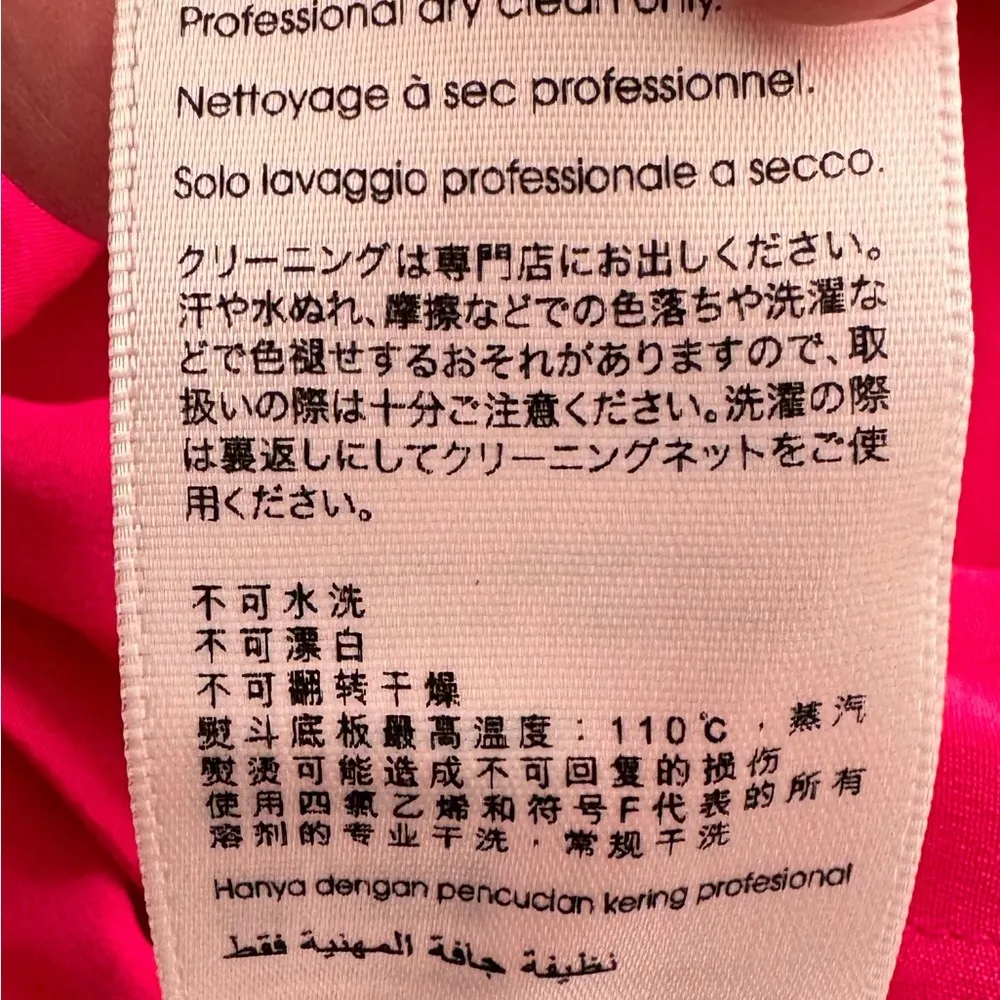 Professional dry clean only.
Nettoyage à sec professionnel.
Solo lavaggio professionale a secco.
クリーニングは専門店にお出しください。
汗や水ぬれ、摩擦などでの色落ちや洗濯な
どで色褪せするおそれがありますので、取
扱いの際は十分ご注意ください。洗濯の際
は裏返しにしてクリーニングネットをご使
用ください。
不可水洗
不可漂白
不可翻转干燥
熨斗底板最高温度：110℃，蒸汽
熨烫可能造成不可回复的损伤
使用四氯乙烯和符号F代表的所有
溶剂的专业干洗，常规干洗
Hanya dengan pencucian kering profesional
نظيفة جافة المهنية فقط